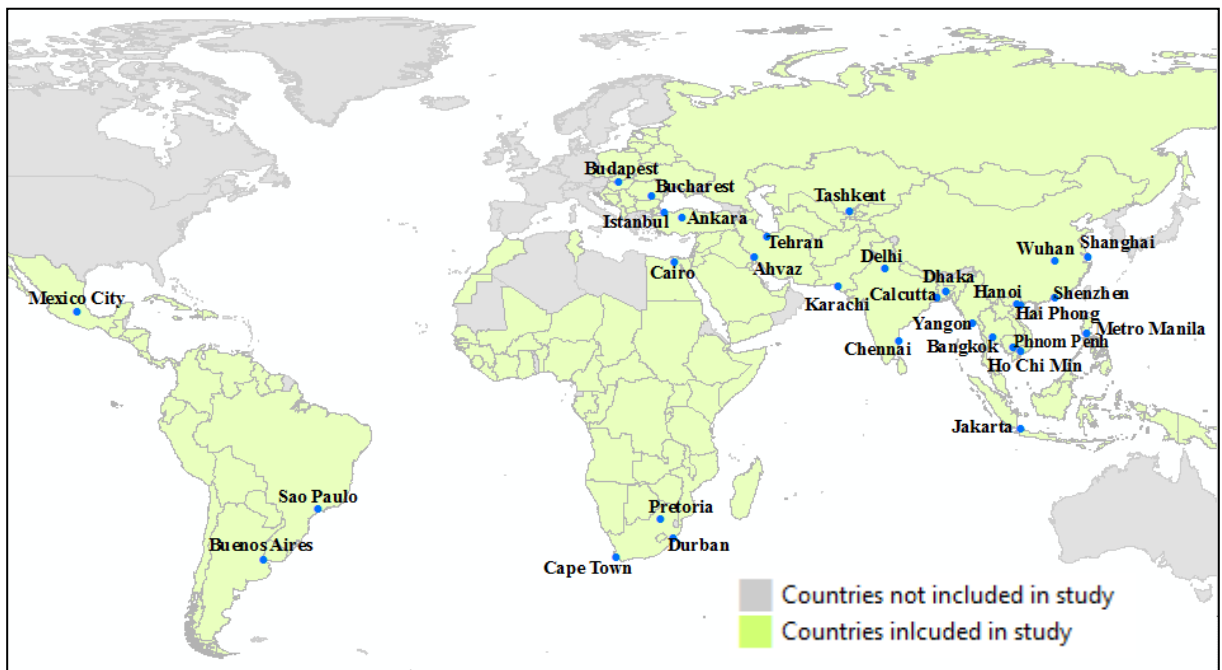 Budapest
Bucharest
Tashkent
Istanbul
Ankara
Tehran
Wuhan
Shanghai
Cairo
Ahvaz
Delhi
Dhaka
Hanoi
Mexico City
Karachi
Calcutta
Shenzhen
Hai Phong
Yangon
Metro Manila
Chennai
Bangkok
Phnom Penh
Ho Chi Min
Jakarta
Sao Paulo
Pretoria
Buenos Aires
Durban
Cape Town
Countries not included in study
Countries inlcuded in study